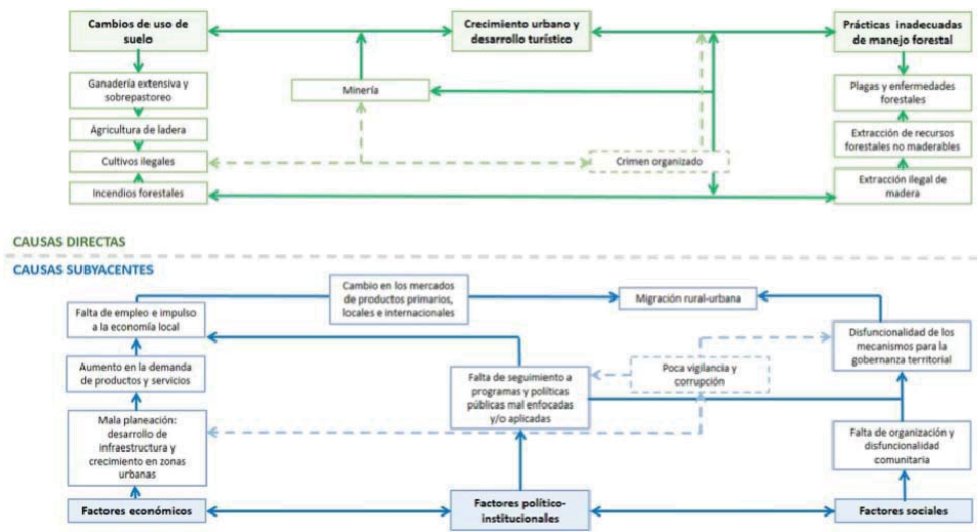 Cambios de uso de
suelo
Crecimiento urbano y
desarrollo turístico
Prácticas inadecuadas
de manejo forestal
Ganadería extensiva y
sobrepastoreo
Minería
Plagas y enfermedades
forestales
Agricultura de ladera
Extracción de recursos
forestales no maderables
Cultivos ilegales
Crimen organizado
Incendios forestales
Extracción ilegal de
madera
CAUSAS DIRECTAS
CAUSAS SUBYACENTES
Cambio en los mercados
de productos primarios,
locales e internacionales
Migración rural-urbana
Falta de empleo e impulso
a la economía local
Disfuncionalidad de los
mecanismos para la
gobernanza territorial
Aumento en la demanda
de productos y servicios
Falta de seguimiento a
programas y políticas
públicas mal enfocadas
y/o aplicadas
Poca vigilancia y
corrupción
Mala planeación:
desarrollo de
infraestructura y
crecimiento en zonas
urbanas
Falta de organización y
disfuncionalidad
comunitaria
Factores económicos
Factores político-
institucionales
Factores sociales